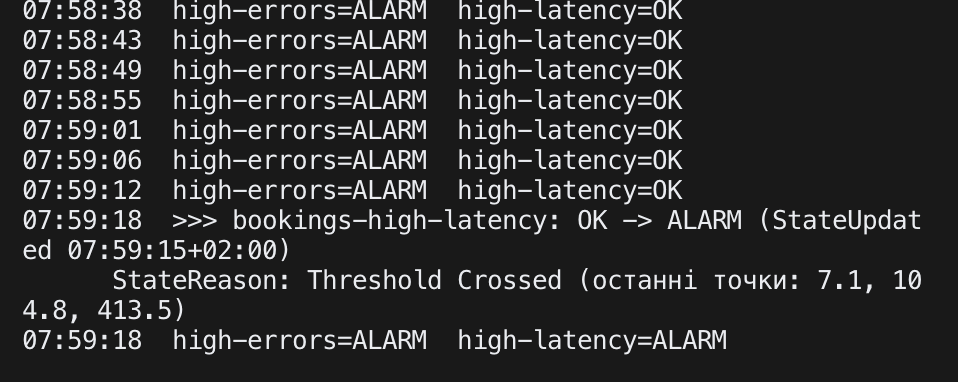 07:58:38  high-errors=ALARM  high-latency=OK
07:58:43  high-errors=ALARM  high-latency=OK
07:58:49  high-errors=ALARM  high-latency=OK
07:58:55  high-errors=ALARM  high-latency=OK
07:59:01  high-errors=ALARM  high-latency=OK
07:59:06  high-errors=ALARM  high-latency=OK
07:59:12  high-errors=ALARM  high-latency=OK
07:59:18  >>> bookings-high-latency: OK -> ALARM (StateUpdat
ed 07:59:15+02:00)
      StateReason: Threshold Crossed (останні точки: 7.1, 10
4.8, 413.5)
07:59:18  high-errors=ALARM  high-latency=ALARM